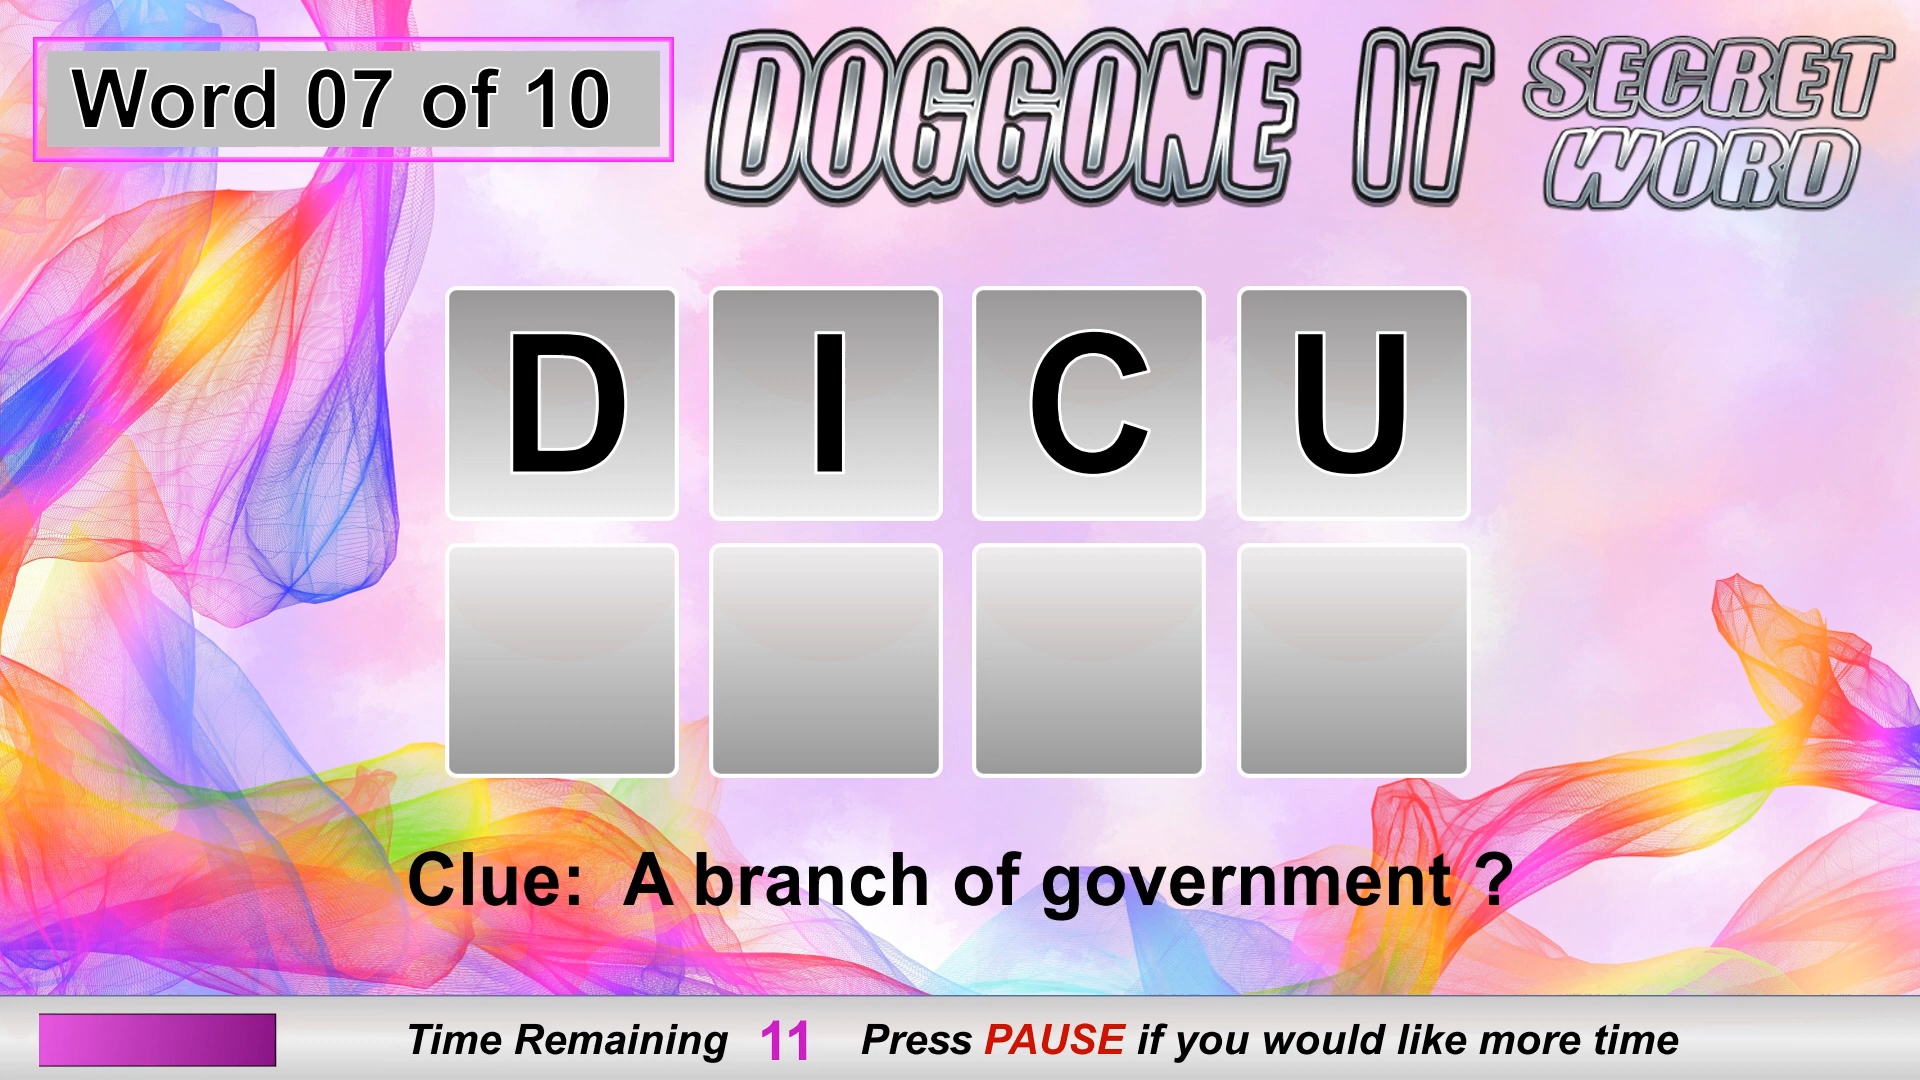 Word 07 of 10
DOGGONE IT
SECRET
WORD
D I C U
Clue: A branch of government ?
Time Remaining 11 Press PAUSE if you would like more time